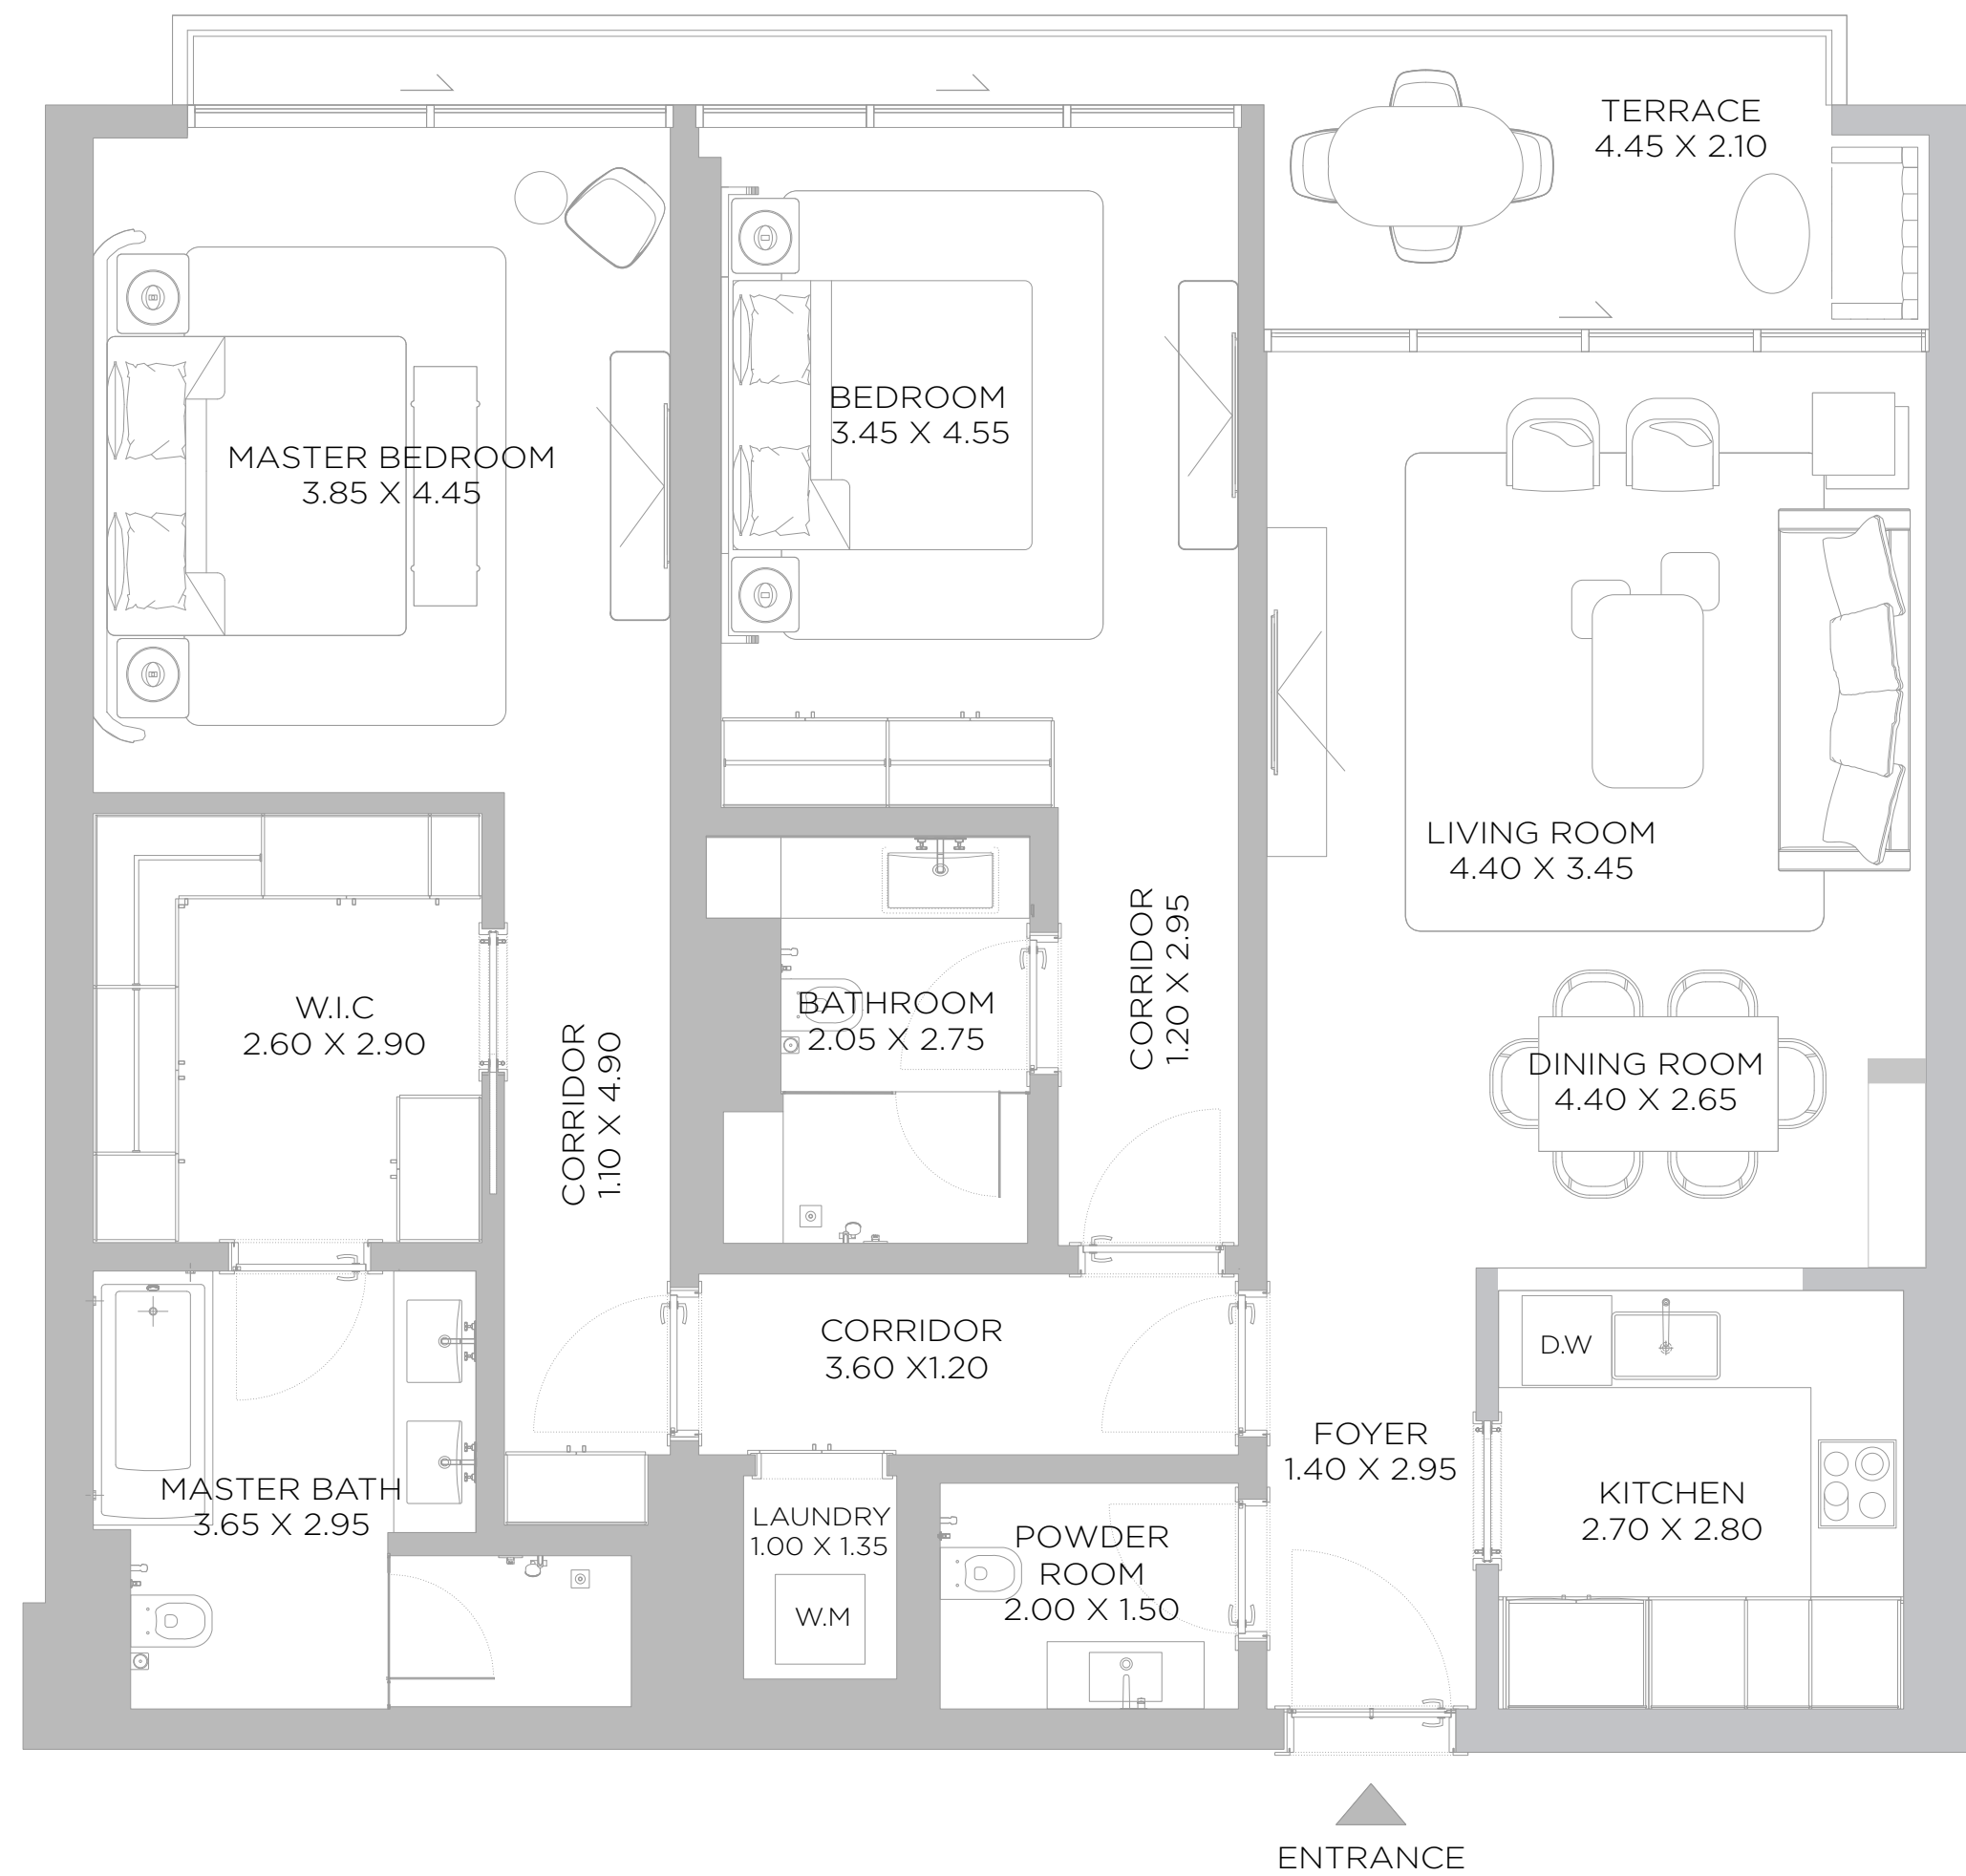 TERRACE
4.45 X 2.10
BEDROOM
3.45 X 4.55
MASTER BEDROOM
3.85 X 4.45
LIVING ROOM
4.40 X 3.45
W.I.C
2.60 X 2.90
CORRIDOR
1.10 X 4.90
BATHROOM
2.05 X 2.75
CORRIDOR
1.20 X 2.95
DINING ROOM
4.40 X 2.65
CORRIDOR
3.60 X1.20
D.W
FOYER
1.40 X 2.95
KITCHEN
2.70 X 2.80
MASTER BATH
3.65 X 2.95
LAUNDRY
1.00 X 1.35
W.M
POWDER
ROOM
2.00 X 1.50
ENTRANCE